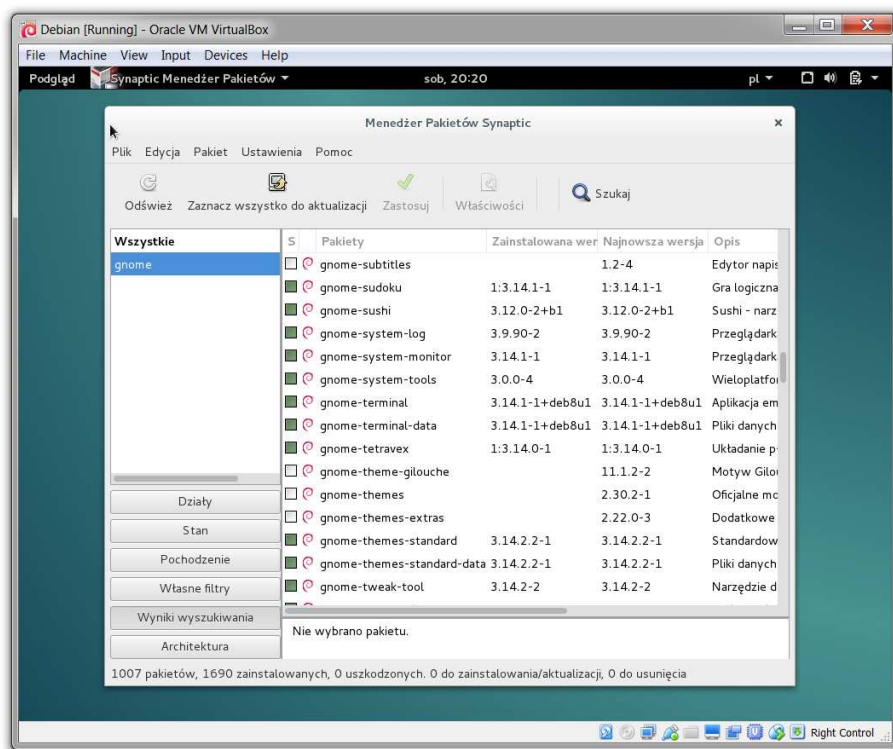 Debian [Running] - Oracle VM VirtualBox
File Machine View Input Devices Help
Podgląd Synaptic Menedżer Pakietów sob, 20:20 pl
Menedżer Pakietów Synaptic
Plik Edycja Pakiet Ustawienia Pomoc
Odśwież Zaznacz wszystko do aktualizacji Zastosuj Właściwości Szukaj
Wszystkie
gnome
S Pakiety Zainstalowana wer Najnowsza wersja Opis
gnome-subtitles 1.2-4 Edytor napis
gnome-sudoku 1:3.14.1-1 1:3.14.1-1 Gra logiczna
gnome-sushi 3.12.0-2+b1 3.12.0-2+b1 Sushi - narz
gnome-system-log 3.9.90-2 3.9.90-2 Przeglądark
gnome-system-monitor 3.14.1-1 3.14.1-1 Przeglądark
gnome-system-tools 3.0.0-4 3.0.0-4 Wieloplatfor
gnome-terminal 3.14.1-1+deb8u1 3.14.1-1+deb8u1 Aplikacja em
gnome-terminal-data 3.14.1-1+deb8u1 3.14.1-1+deb8u1 Pliki danych
gnome-tetravex 1:3.14.0-1 1:3.14.0-1 Układanie p
gnome-theme-gilouche 11.1.2-2 Motyw Gilou
gnome-themes 2.30.2-1 Oficjalne mo
gnome-themes-extras 2.22.0-3 Dodatkowe
gnome-themes-standard 3.14.2.2-1 3.14.2.2-1 Standardow
gnome-themes-standard-data 3.14.2.2-1 3.14.2.2-1 Pliki danych
gnome-tweak-tool 3.14.2-2 3.14.2-2 Narzędzie d
Działy
Stan
Pochodzenie
Własne filtry
Wyniki wyszukiwania
Architektura
Nie wybrano pakietu.
1007 pakietów, 1690 zainstalowanych, 0 uszkodzonych. 0 do zainstalowania/aktualizacji, 0 do usunięcia
Right Control